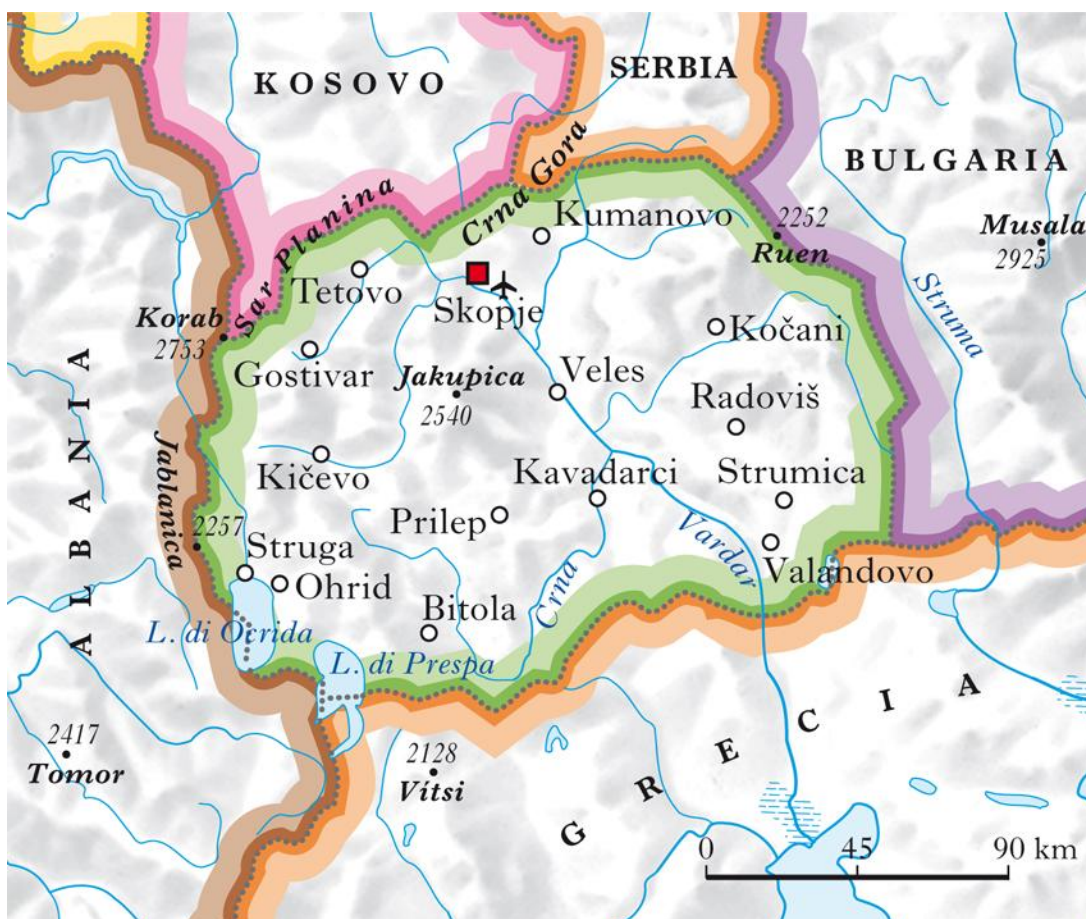 KOSOVO
SERBIA
BULGARIA
Sar Planina
Crna Gora
Kumanovo
2252
Ruen
Musala
2925
Tetovo
Skopje
Struma
Korab
2753
Gostivar
Jakupica
2540
Veles
Kočani
Radoviš
ALBANIA
Jablanica
2257
Kičevo
Kavadarci
Strumica
Prilep
Vardar
Valandovo
Struga
Ohrid
Bitola
Crna
L. di Ocrida
L. di Prespa
GRECIA
2417
Tomor
2128
Vítsi
0 45 90 km